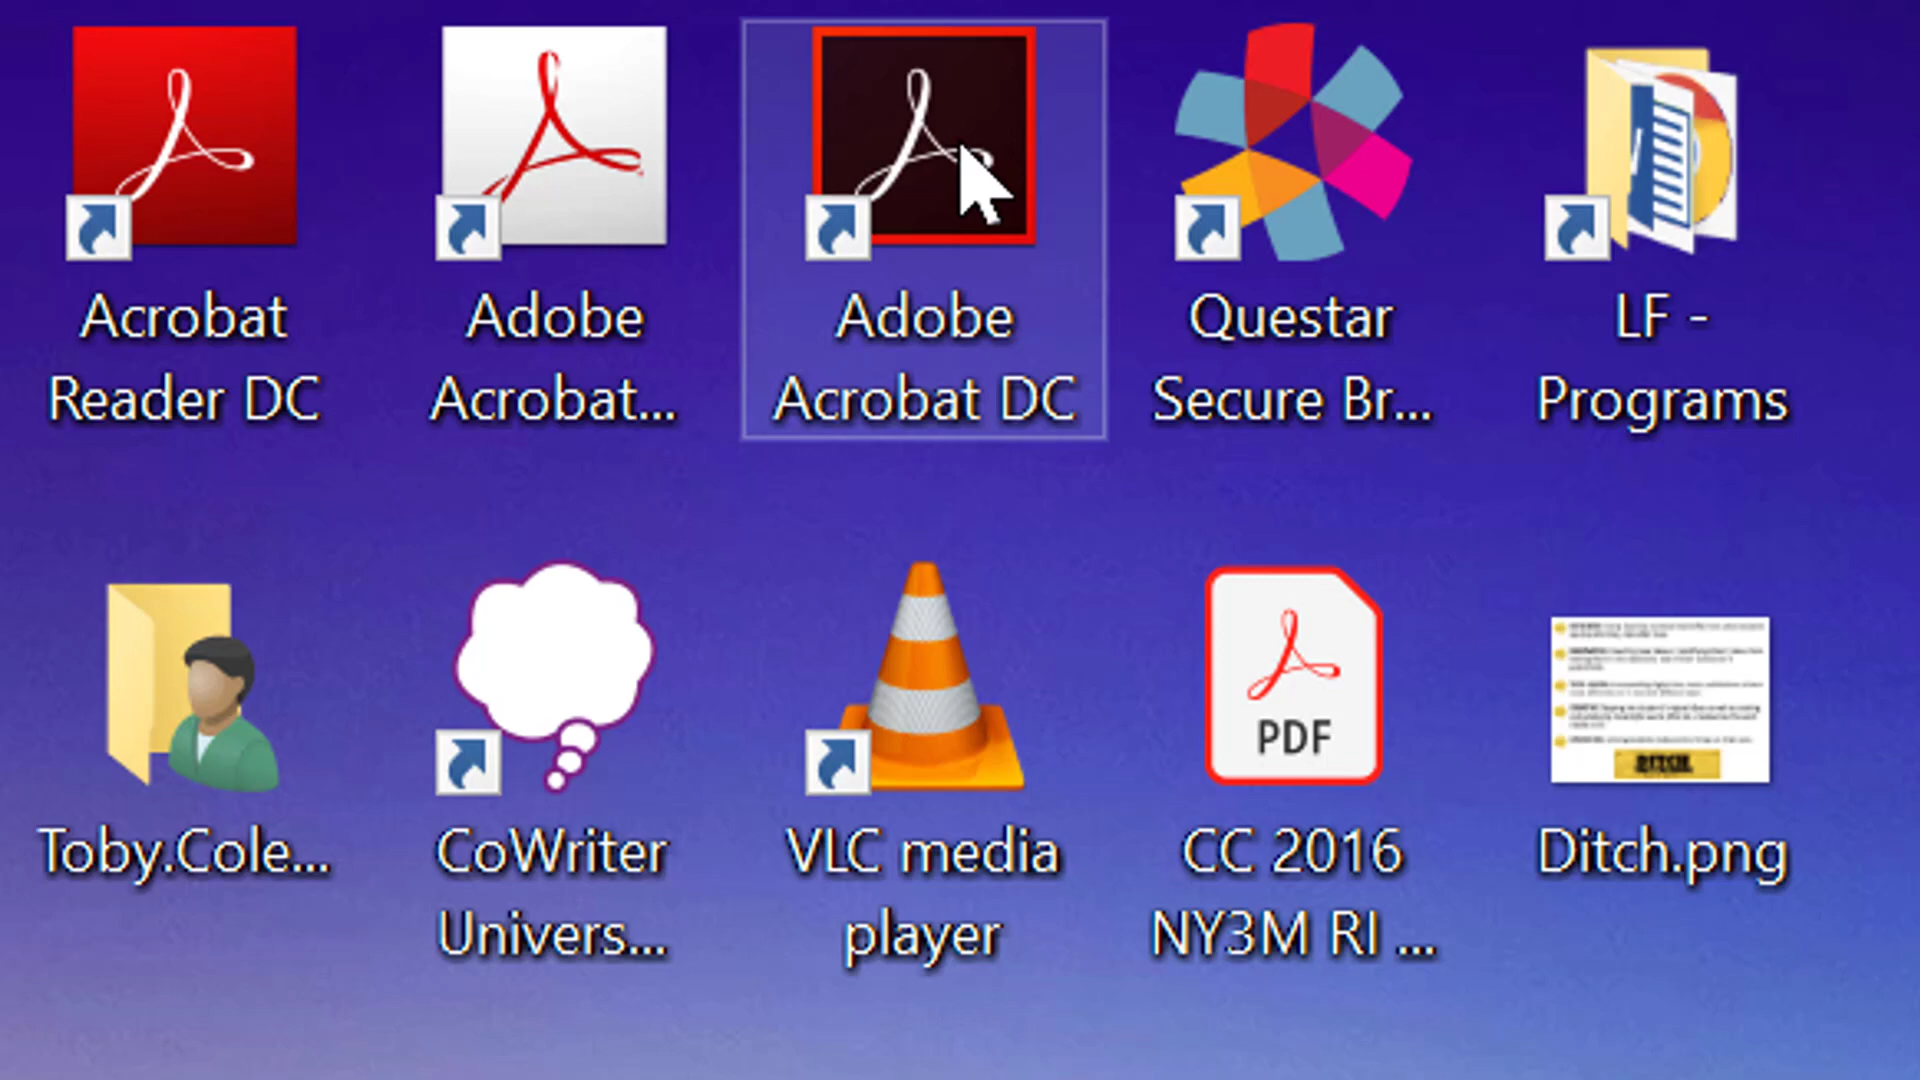 Acrobat
Reader DC
Adobe
Acrobat...
Adobe
Acrobat DC
Questar
Secure Br...
LF -
Programs
Toby.Cole...
CoWriter
Univers...
VLC media
player
PDF
CC 2016
NY3M RI ...
DITCH
Ditch.png